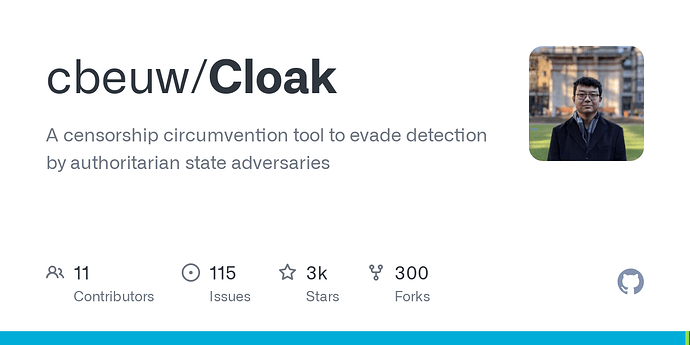 cbeuw/Cloak
A censorship circumvention tool to evade detection
by authoritarian state adversaries
11 115 3k 300
Contributors Issues Stars Forks